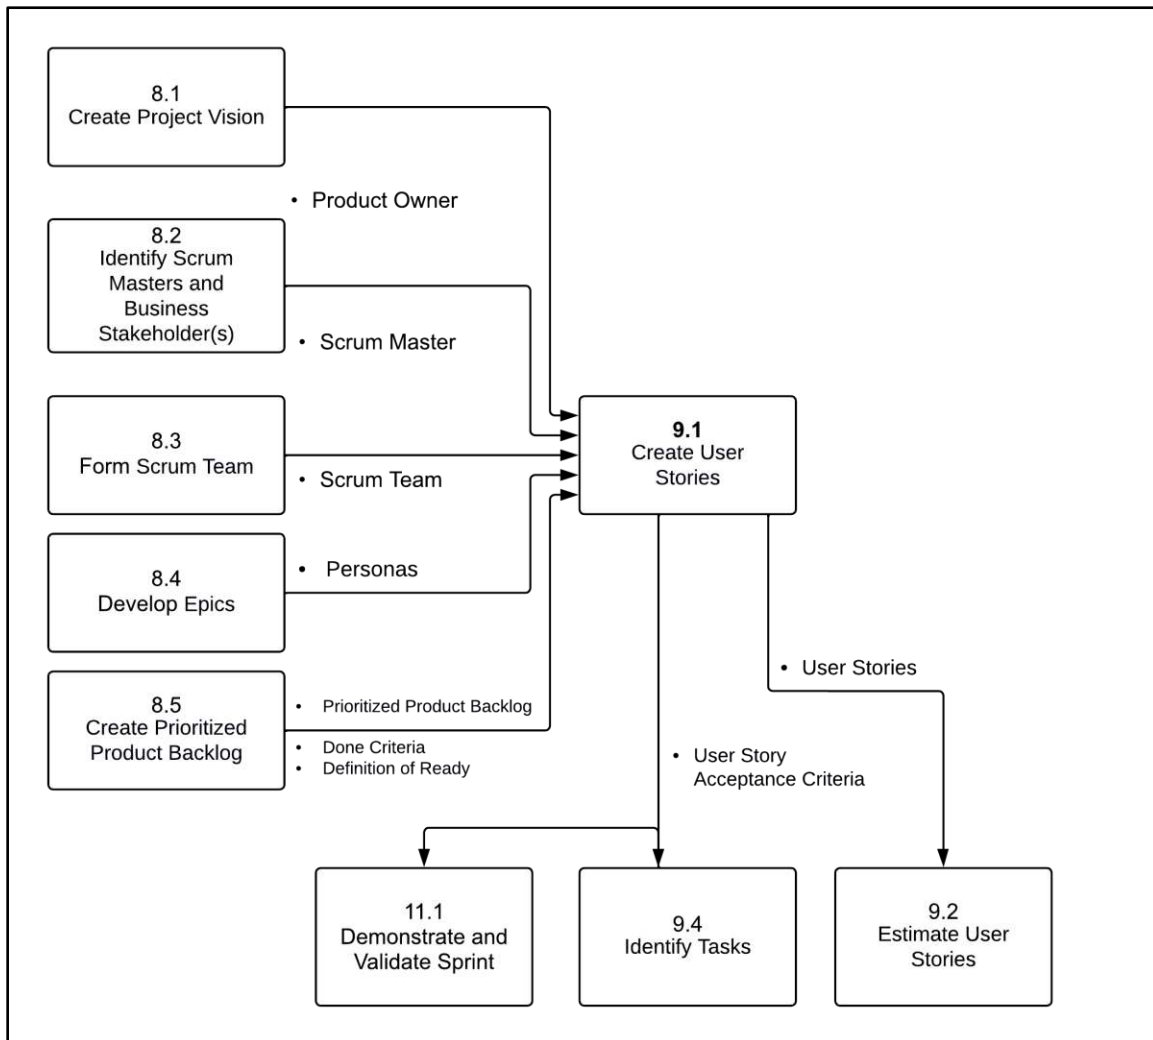 8.1
Create Project Vision
• Product Owner
8.2
Identify Scrum
Masters and
Business
Stakeholder(s)
• Scrum Master
8.3
Form Scrum Team
• Scrum Team
9.1
Create User
Stories
8.4
Develop Epics
• Personas
8.5
Create Prioritized
Product Backlog
• Prioritized Product Backlog
• Done Criteria
• Definition of Ready
• User Stories
• User Story
Acceptance Criteria
11.1
Demonstrate and
Validate Sprint
9.4
Identify Tasks
9.2
Estimate User
Stories